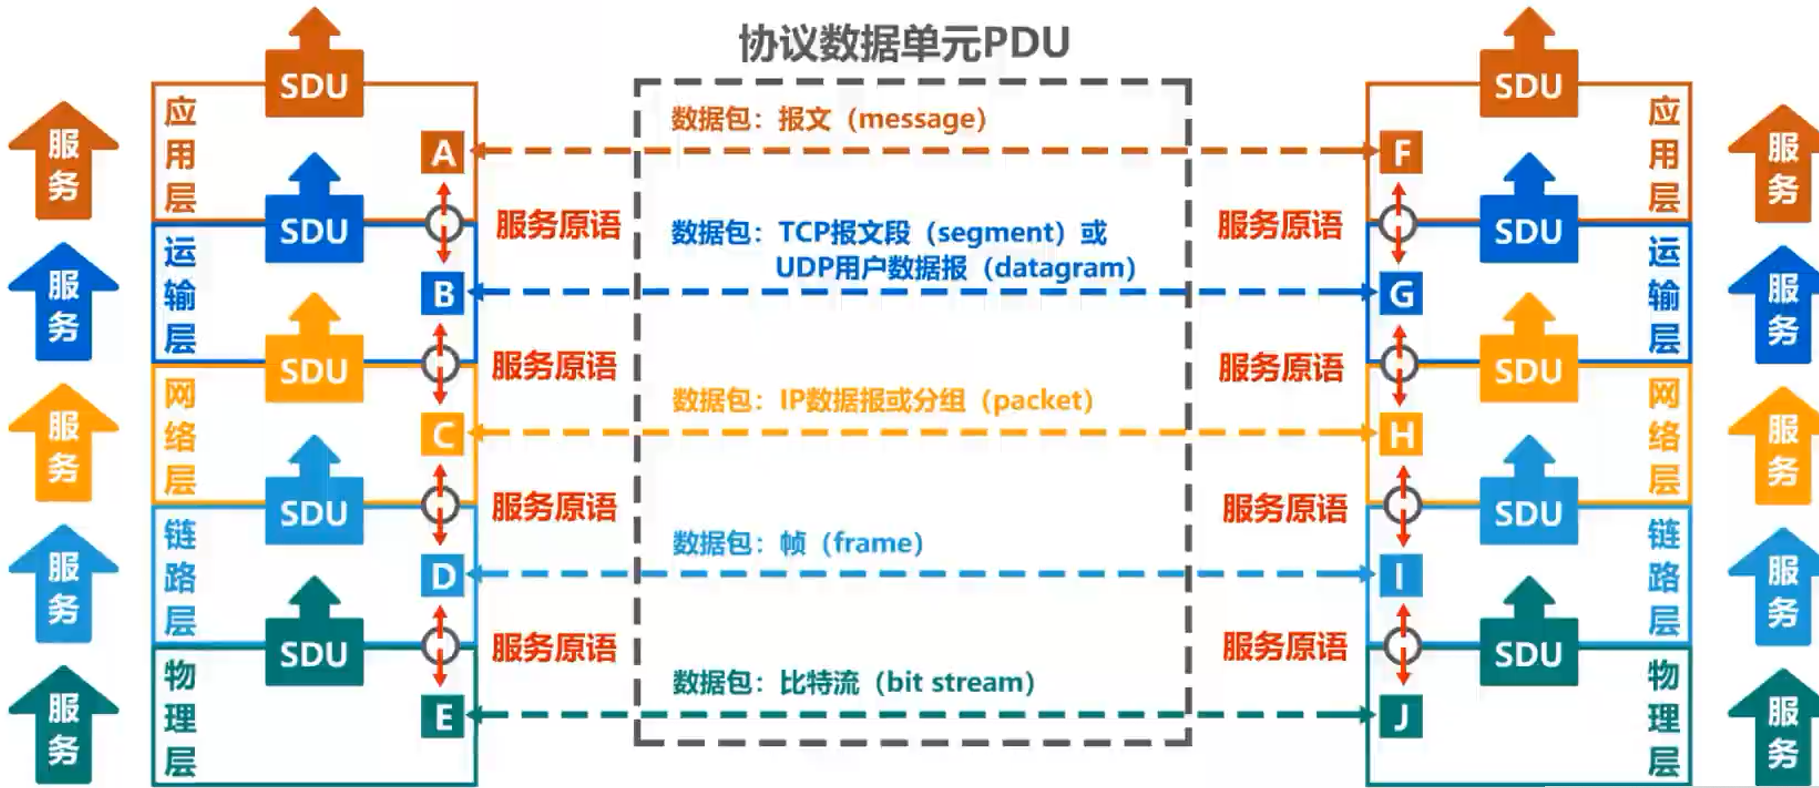 协议数据单元PDU
SDU
SDU
应用层
应用层
服务
服务
数据包：报文（message）
A
F
SDU
SDU
服务原语
服务原语
数据包：TCP报文段（segment）或
UDP用户数据报（datagram）
运输层
运输层
服务
服务
B
G
SDU
SDU
服务原语
服务原语
数据包：IP数据报或分组（packet）
网络层
网络层
服务
服务
C
H
SDU
SDU
服务原语
服务原语
数据包：帧（frame）
链路层
链路层
服务
服务
D
I
SDU
SDU
服务原语
服务原语
数据包：比特流（bit stream）
物理层
物理层
服务
服务
E
J